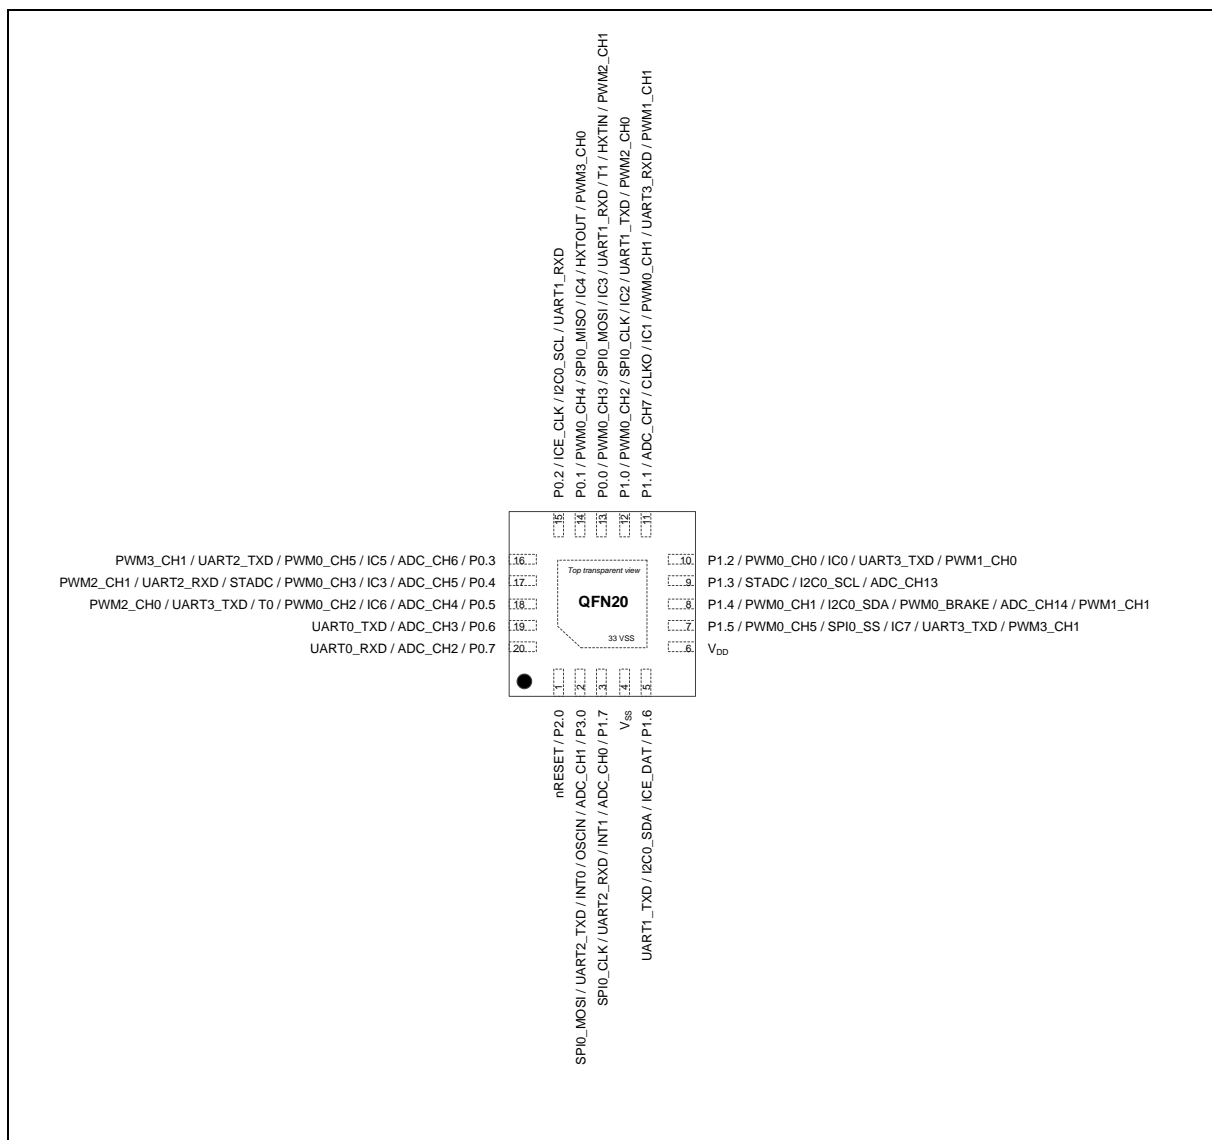 P0.2 / ICE_CLK / I2C0_SCL / UART1_RXD
P0.1 / PWM0_CH4 / SPI0_MISO / IC4 / HXTOUT / PWM3_CH0
P0.0 / PWM0_CH3 / SPI0_MOSI / IC3 / UART1_RXD / T1 / HXTIN / PWM2_CH1
P1.0 / PWM0_CH2 / SPI0_CLK / IC2 / UART1_TXD / PWM2_CH0
P1.1 / ADC_CH7 / CLKO / IC1 / PWM0_CH1 / UART3_RXD / PWM1_CH1
15
14
13
12
11
PWM3_CH1 / UART2_TXD / PWM0_CH5 / IC5 / ADC_CH6 / P0.3
16
PWM2_CH1 / UART2_RXD / STADC / PWM0_CH3 / IC3 / ADC_CH5 / P0.4
17
PWM2_CH0 / UART3_TXD / T0 / PWM0_CH2 / IC6 / ADC_CH4 / P0.5
18
UART0_TXD / ADC_CH3 / P0.6
19
UART0_RXD / ADC_CH2 / P0.7
20
Top transparent view
QFN20
33 VSS
10
P1.2 / PWM0_CH0 / IC0 / UART3_TXD / PWM1_CH0
9
P1.3 / STADC / I2C0_SCL / ADC_CH13
8
P1.4 / PWM0_CH1 / I2C0_SDA / PWM0_BRAKE / ADC_CH14 / PWM1_CH1
7
P1.5 / PWM0_CH5 / SPI0_SS / IC7 / UART3_TXD / PWM3_CH1
6
VDD
1
2
3
4
5
nRESET / P2.0
SPI0_MOSI / UART2_TXD / INT0 / OSCIN / ADC_CH1 / P3.0
SPI0_CLK / UART2_RXD / INT1 / ADC_CH0 / P1.7
VSS
UART1_TXD / I2C0_SDA / ICE_DAT / P1.6